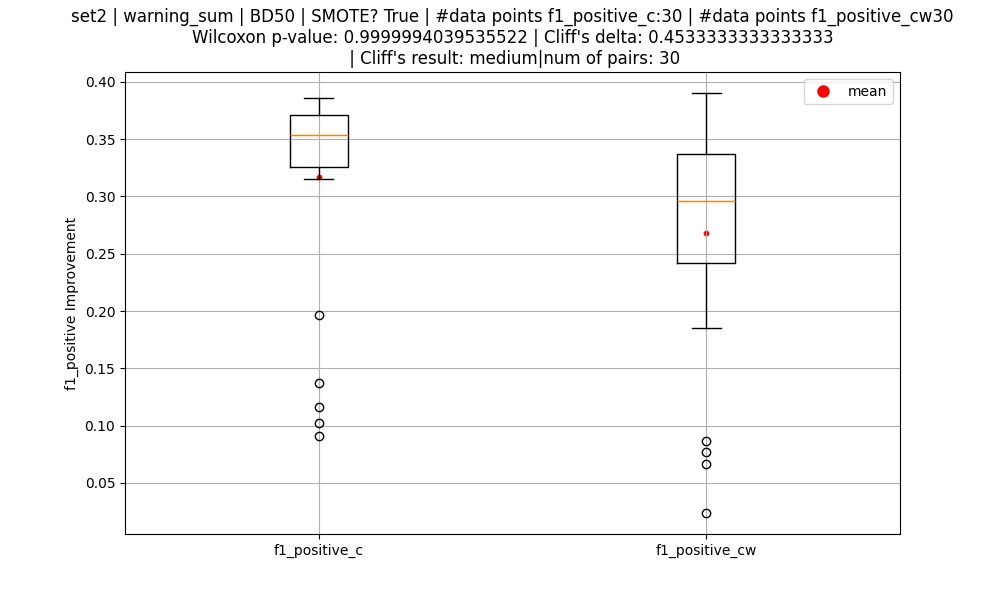 set2 | warning_sum | BD50 | SMOTE? True | #data points f1_positive_c:30 | #data points f1_positive_cw30
Wilcoxon p-value: 0.9999994039535522 | Cliff's delta: 0.4533333333333333
| Cliff's result: medium|num of pairs: 30
mean
0.40
0.35
0.30
0.25
0.20
0.15
0.10
0.05
f1_positive Improvement
f1_positive_c
f1_positive_cw